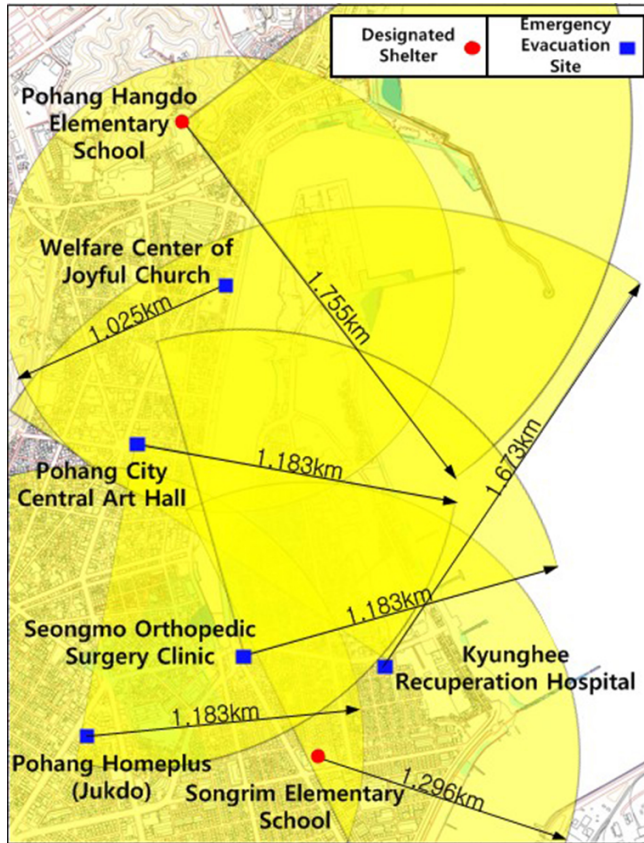 Designated
Shelter
Emergency
Evacuation
Site
Pohang Hangdo
Elementary
School
Welfare Center of
Joyful Church
1.025km
1.755km
1.673km
Pohang City
Central Art Hall
1.183km
1.183km
Seongmo Orthopedic
Surgery Clinic
Kyunghee
Recuperation Hospital
1.183km
Pohang Homeplus
(Jukdo)
Songrim Elementary
School
1.296km